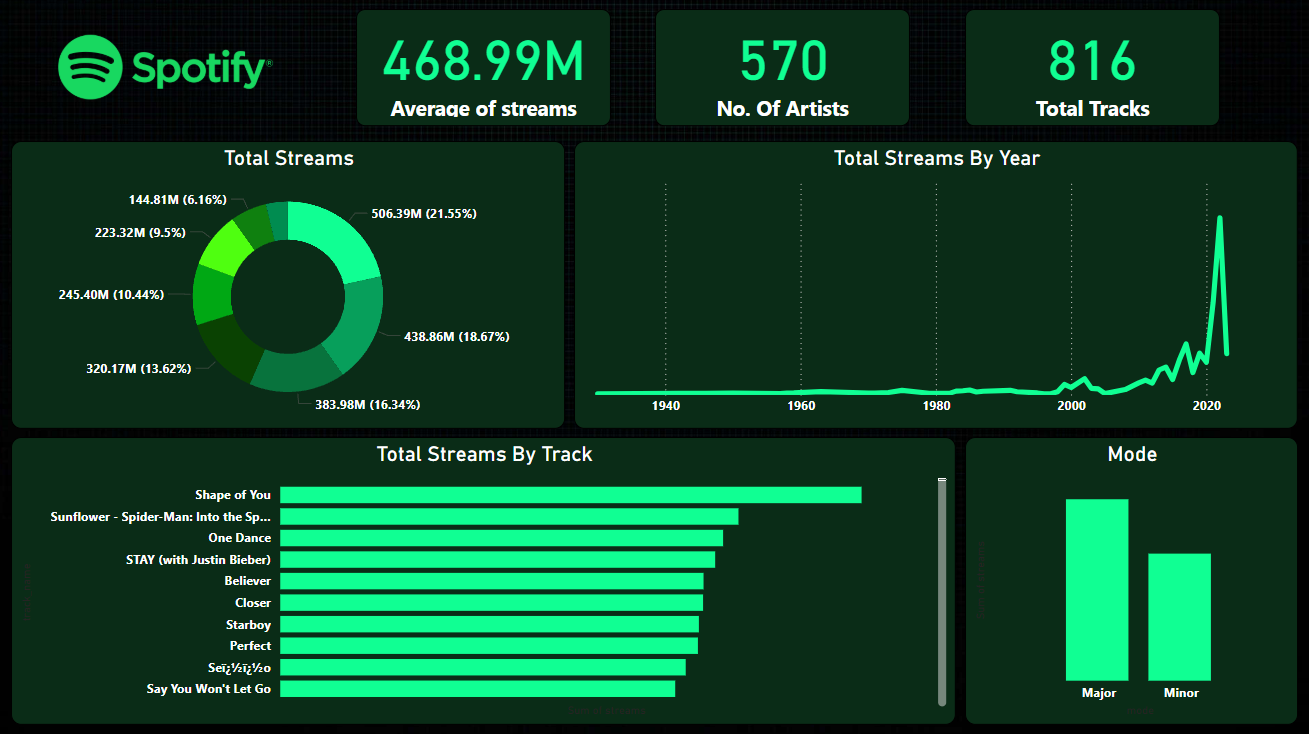 Spotify®
468.99M
Average of streams
570
No. Of Artists
816
Total Tracks
Total Streams
144.81M (6.16%)
506.39M (21.55%)
223.32M (9.5%)
245.40M (10.44%)
438.86M (18.67%)
320.17M (13.62%)
383.98M (16.34%)
Total Streams By Year
1940 1960 1980 2000 2020
Total Streams By Track
Shape of You
Sunflower - Spider-Man: Into the Sp...
One Dance
STAY (with Justin Bieber)
Believer
Closer
Starboy
Perfect
Seï¿½ï¿½o
Say You Won't Let Go
Mode
Major Minor